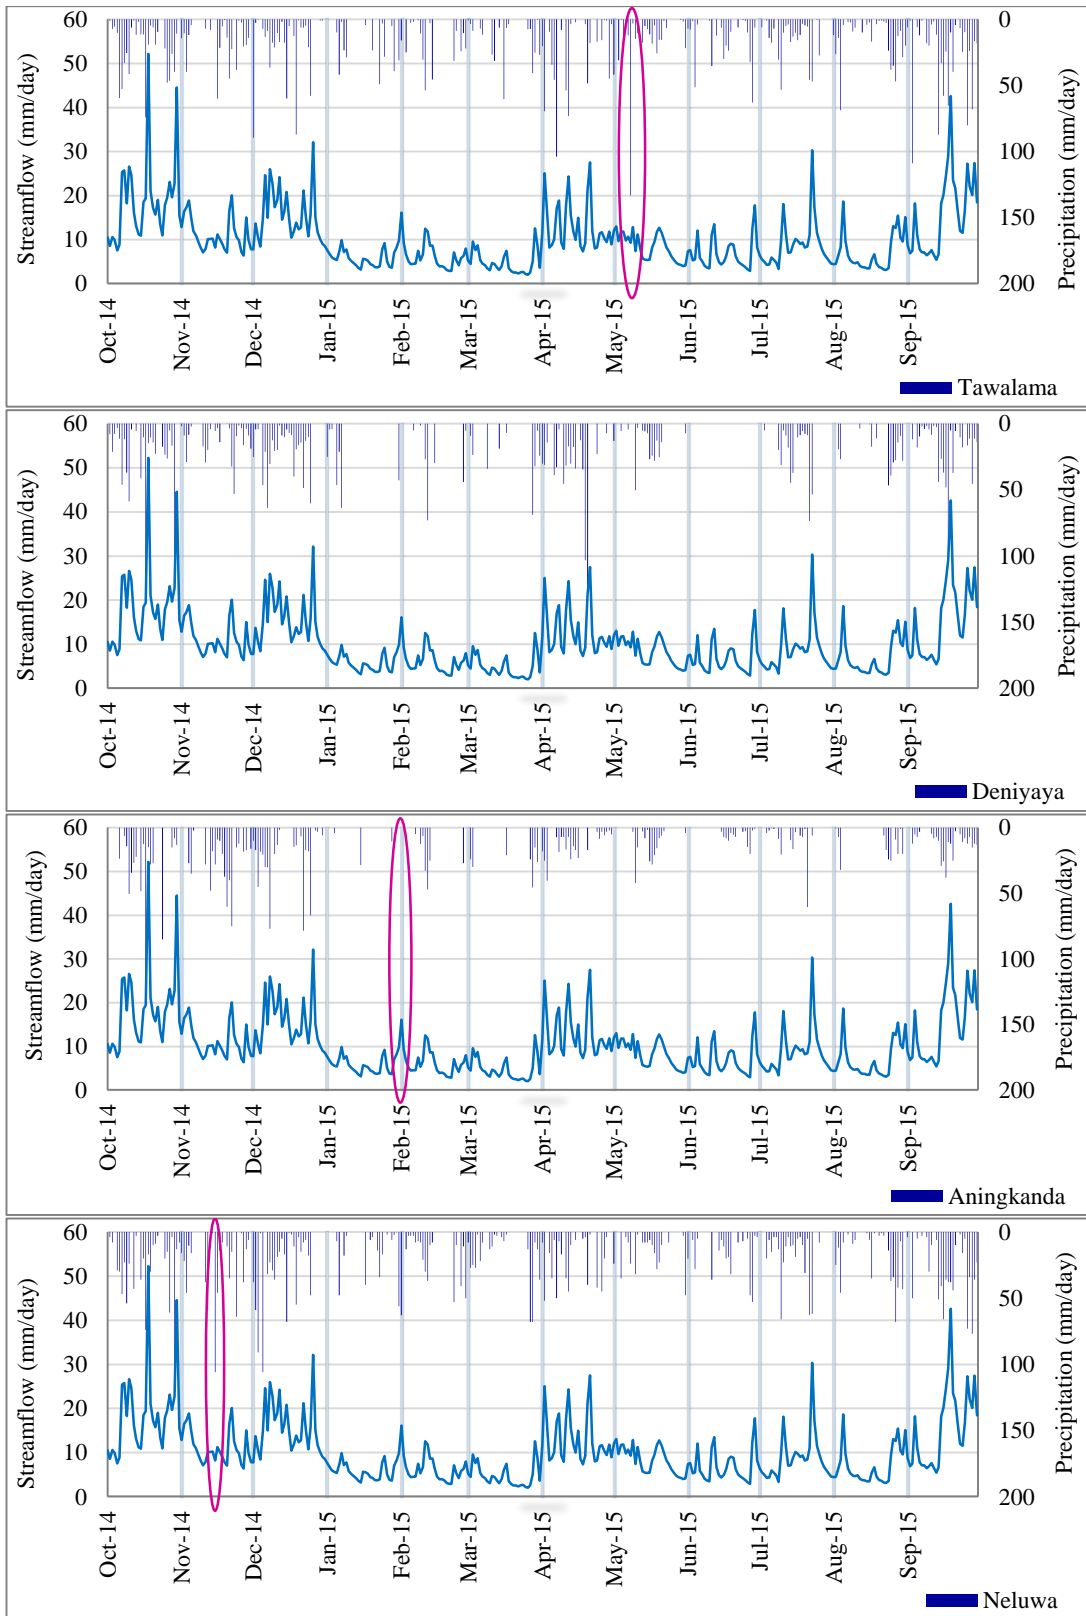 60
50
40
30
20
10
0
Streamflow (mm/day)
0
50
100
150
200
Precipitation (mm/day)
Oct-14
Nov-14
Dec-14
Jan-15
Feb-15
Mar-15
Apr-15
May-15
Jun-15
Jul-15
Aug-15
Sep-15
Tawalama
60
50
40
30
20
10
0
Streamflow (mm/day)
0
50
100
150
200
Precipitation (mm/day)
Oct-14
Nov-14
Dec-14
Jan-15
Feb-15
Mar-15
Apr-15
May-15
Jun-15
Jul-15
Aug-15
Sep-15
Deniyaya
60
50
40
30
20
10
0
Streamflow (mm/day)
0
50
100
150
200
Precipitation (mm/day)
Oct-14
Nov-14
Dec-14
Jan-15
Feb-15
Mar-15
Apr-15
May-15
Jun-15
Jul-15
Aug-15
Sep-15
Aningkanda
60
50
40
30
20
10
0
Streamflow (mm/day)
0
50
100
150
200
Precipitation (mm/day)
Oct-14
Nov-14
Dec-14
Jan-15
Feb-15
Mar-15
Apr-15
May-15
Jun-15
Jul-15
Aug-15
Sep-15
Neluwa